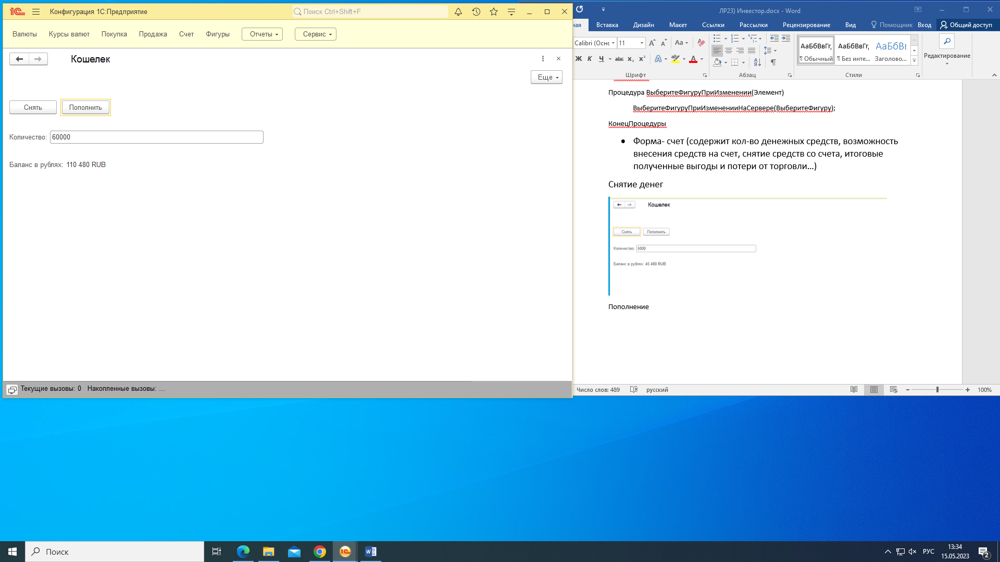 Конфигурация 1С:Предприятие
Поиск Ctrl+Shift+F
Валюты Курсы валют Покупка Продажа Счет Фигуры Отчеты Сервис
Кошелек
Еще
Снять Пополнить
Количество: 60000
Баланс в рублях: 110 480 RUB
Текущие вызовы: 0 Накопленные вызовы: ...
ЛР23) Инвестор.docx - Word
ная Вставка Дизайн Макет Ссылки Рассылки Рецензирование Вид Помощник Вход Общий доступ
Calibri (Оснс 11
Ж К Ч abc x₂ x²
АаБбВвГг, АаБбВвГг, АаБбВв
¶ Обычный ¶ Без инте... Заголово...
Редактирование
Шрифт Абзац Стили
Процедура ВыберитеФигуруПриИзменении(Элемент)
ВыберитеФигуруПриИзмененииНаСервере(ВыберитеФигуру);
КонецПроцедуры
• Форма- счет (содержит кол-во денежных средств, возможность
внесения средств на счет, снятие средств со счета, итоговые
полученные выгоды и потери от торговли...)
Снятие денег
Кошелек
Снять Пополнить
Количество: 5000
Баланс в рублях: 45 480 RUB
Пополнение
Число слов: 489 русский 100%
Поиск
РУС
13:34
15.05.2023
2